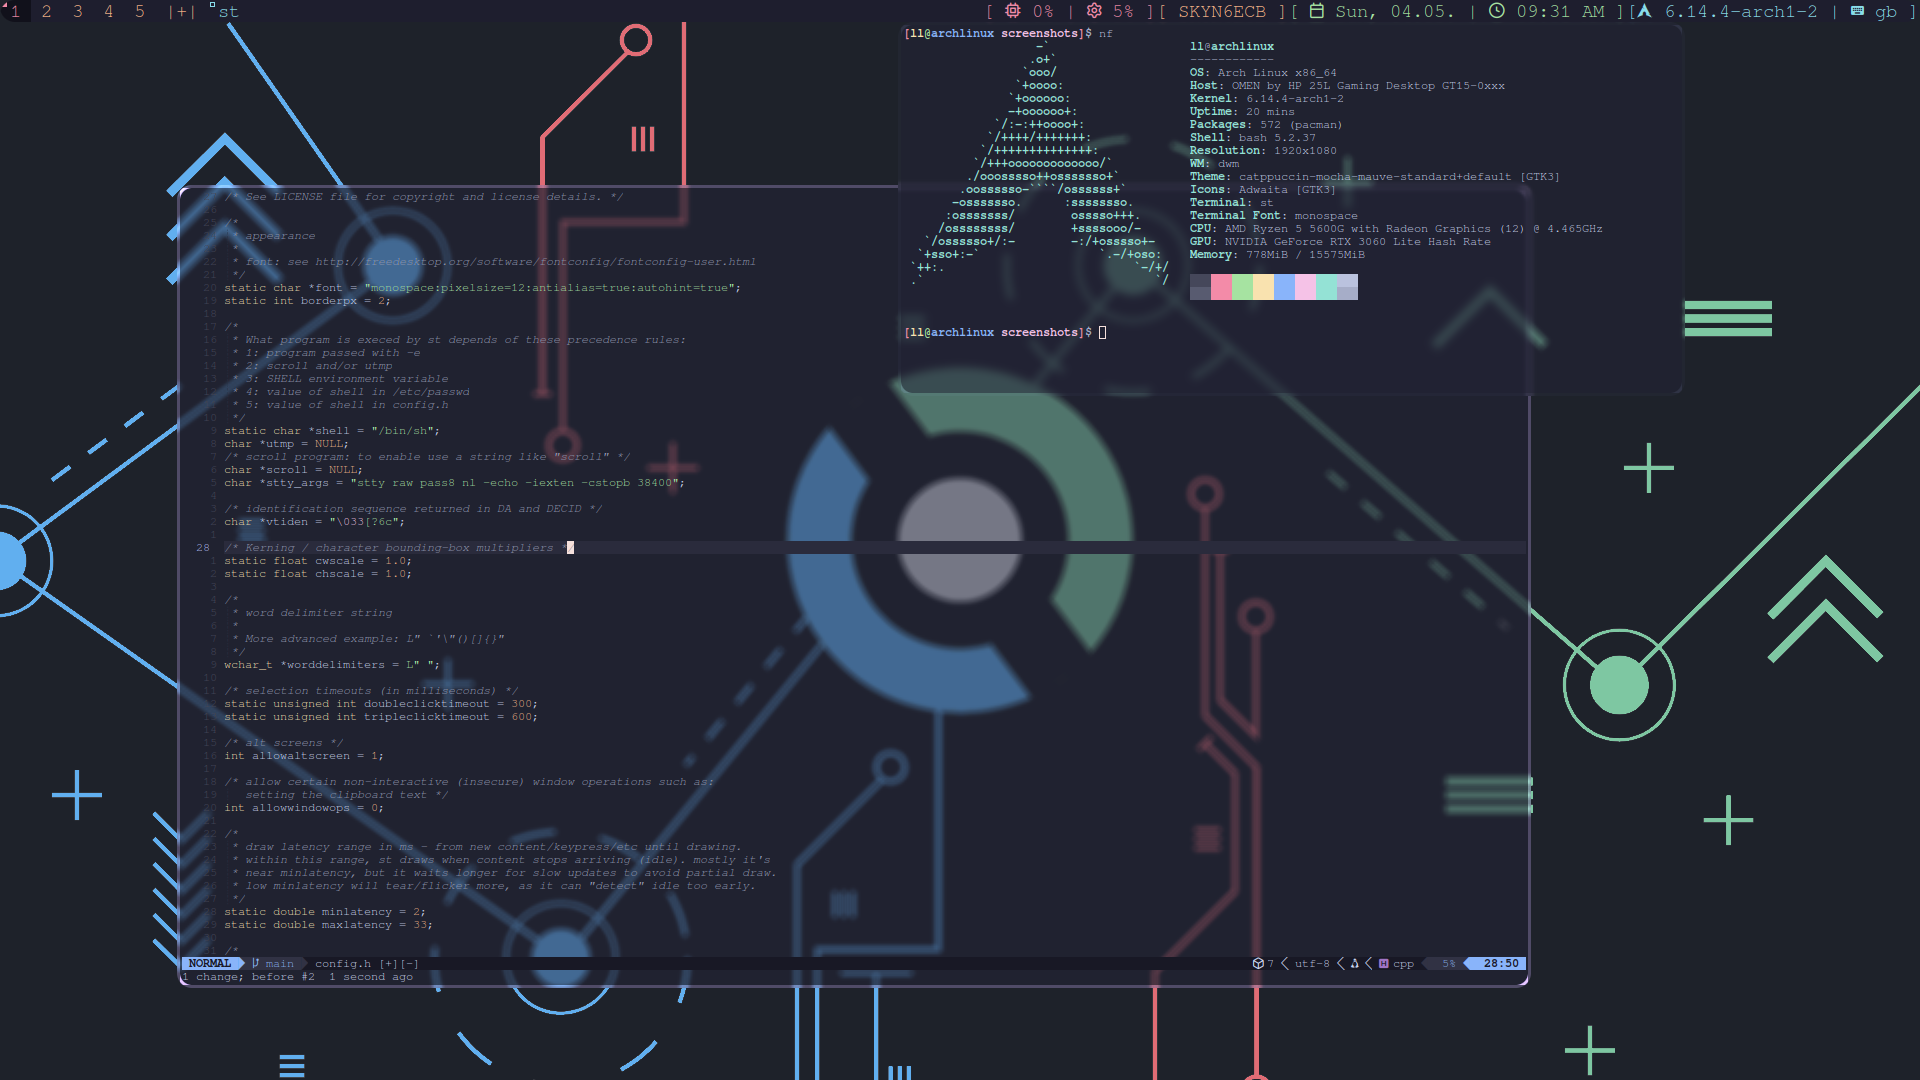 1 2 3 4 5 |+| st [ 0% | 5% ][ SKYN6ECB ][ Sun, 04.05. | 09:31 AM ][ 6.14.4-arch1-2 | gb ]
[ll@archlinux screenshots]$ nf
ll@archlinux
------------
OS: Arch Linux x86_64
Host: OMEN by HP 25L Gaming Desktop GT15-0xxx
Kernel: 6.14.4-arch1-2
Uptime: 20 mins
Packages: 572 (pacman)
Shell: bash 5.2.37
Resolution: 1920x1080
WM: dwm
Theme: catppuccin-mocha-mauve-standard+default [GTK3]
Icons: Adwaita [GTK3]
Terminal: st
Terminal Font: monospace
CPU: AMD Ryzen 5 5600G with Radeon Graphics (12) @ 4.465GHz
GPU: NVIDIA GeForce RTX 3060 Lite Hash Rate
Memory: 778MiB / 15575MiB
[ll@archlinux screenshots]$
/* See LICENSE file for copyright and license details. */
/*
* appearance
*
* font: see http://freedesktop.org/software/fontconfig/fontconfig-user.html
*/
static char *font = "monospace:pixelsize=12:antialias=true:autohint=true";
static int borderpx = 2;
/*
* What program is execed by st depends of these precedence rules:
* 1: program passed with -e
* 2: scroll and/or utmp
* 3: SHELL environment variable
* 4: value of shell in /etc/passwd
* 5: value of shell in config.h
*/
static char *shell = "/bin/sh";
char *utmp = NULL;
/* scroll program: to enable use a string like "scroll" */
char *scroll = NULL;
char *stty_args = "stty raw pass8 nl -echo -iexten -cstopb 38400";
/* identification sequence returned in DA and DECID */
char *vtiden = "\033[?6c";
28 /* Kerning / character bounding-box multipliers */
static float cwscale = 1.0;
static float chscale = 1.0;
/*
* word delimiter string
*
* More advanced example: L" `'\"()[]{}"
*/
wchar_t *worddelimiters = L" ";
/* selection timeouts (in milliseconds) */
static unsigned int doubleclicktimeout = 300;
static unsigned int tripleclicktimeout = 600;
/* alt screens */
int allowaltscreen = 1;
/* allow certain non-interactive (insecure) window operations such as:
setting the clipboard text */
int allowwindowops = 0;
/*
* draw latency range in ms - from new content/keypress/etc until drawing.
* within this range, st draws when content stops arriving (idle). mostly it's
* near minlatency, but it waits longer for slow updates to avoid partial draw.
* low minlatency will tear/flicker more, as it can "detect" idle too early.
*/
static double minlatency = 2;
static double maxlatency = 33;
/*
NORMAL main config.h [+][-] 7 utf-8 cpp 5% 28:50
1 change; before #2 1 second ago